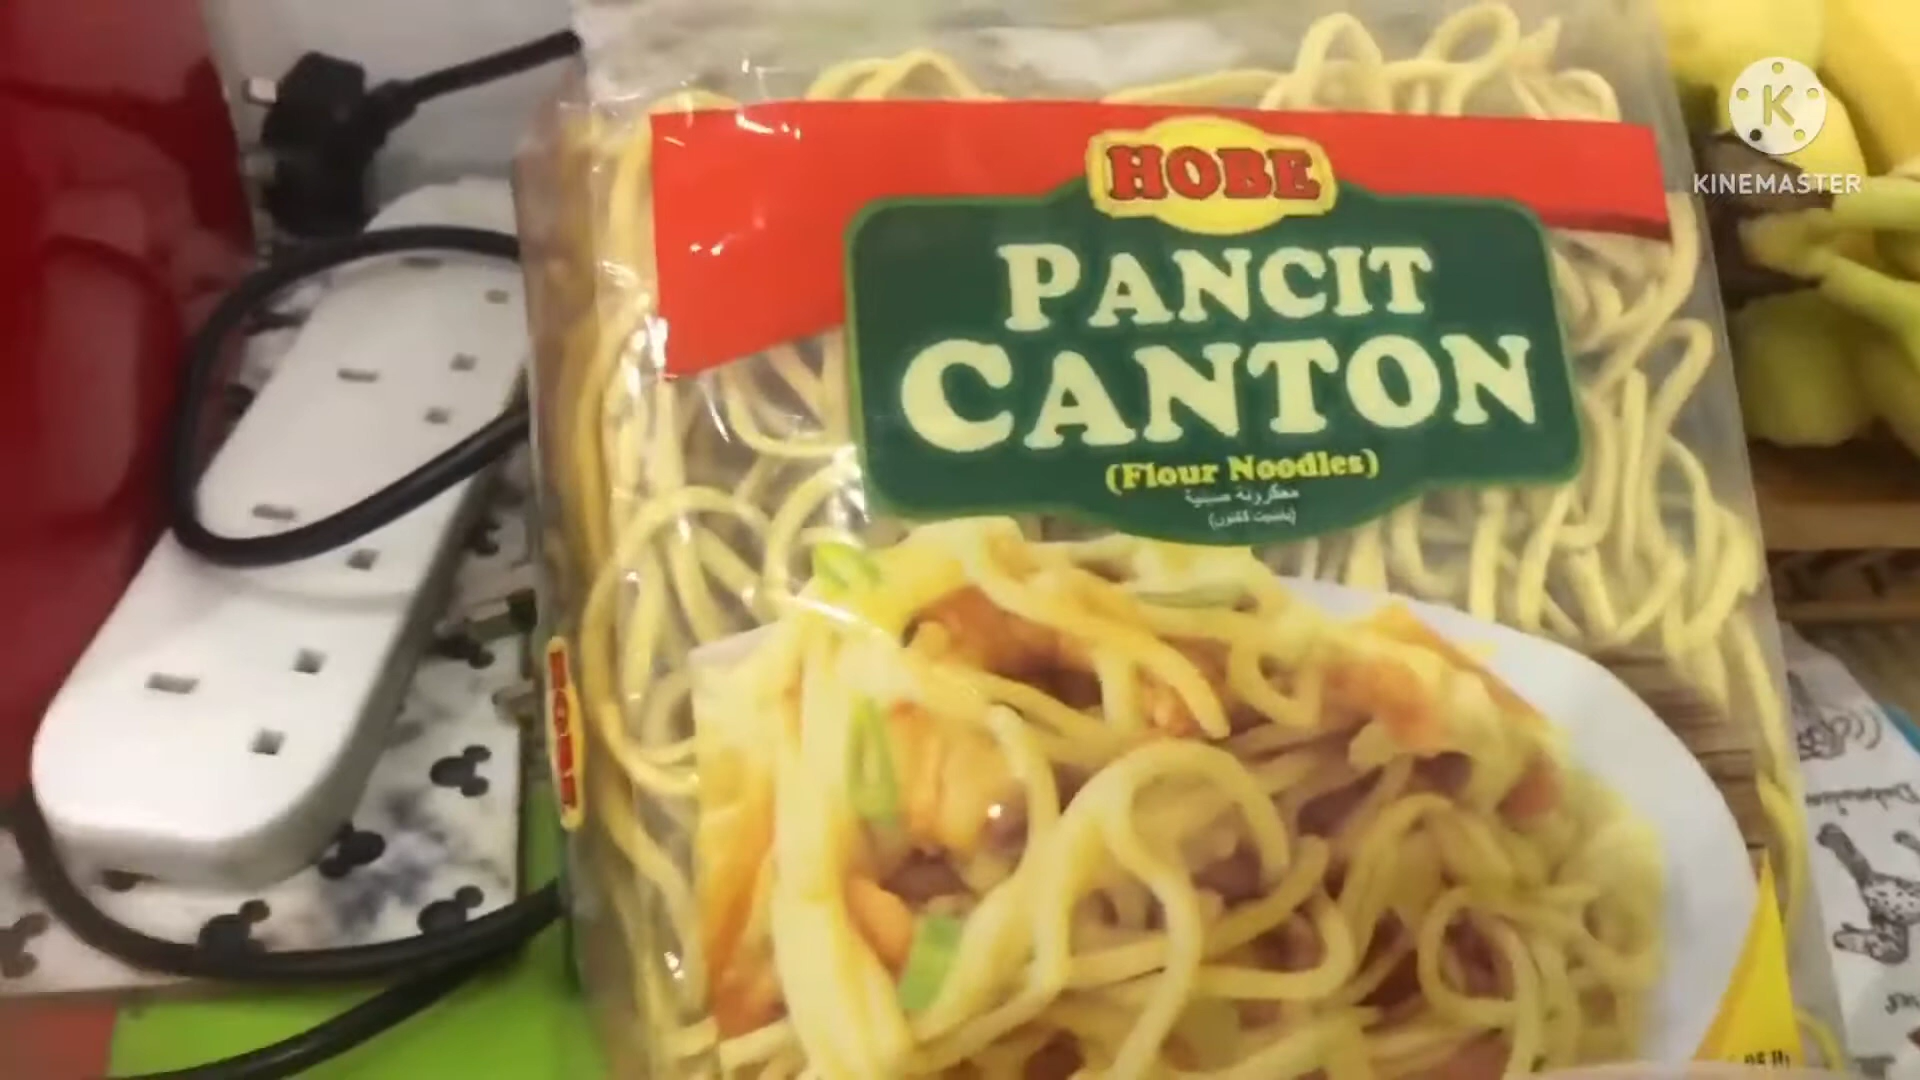 HOBE
PANCIT
CANTON
(Flour Noodles)
معكرونة صينية
(بانسيت كانتون)
HOBE
KINEMASTER